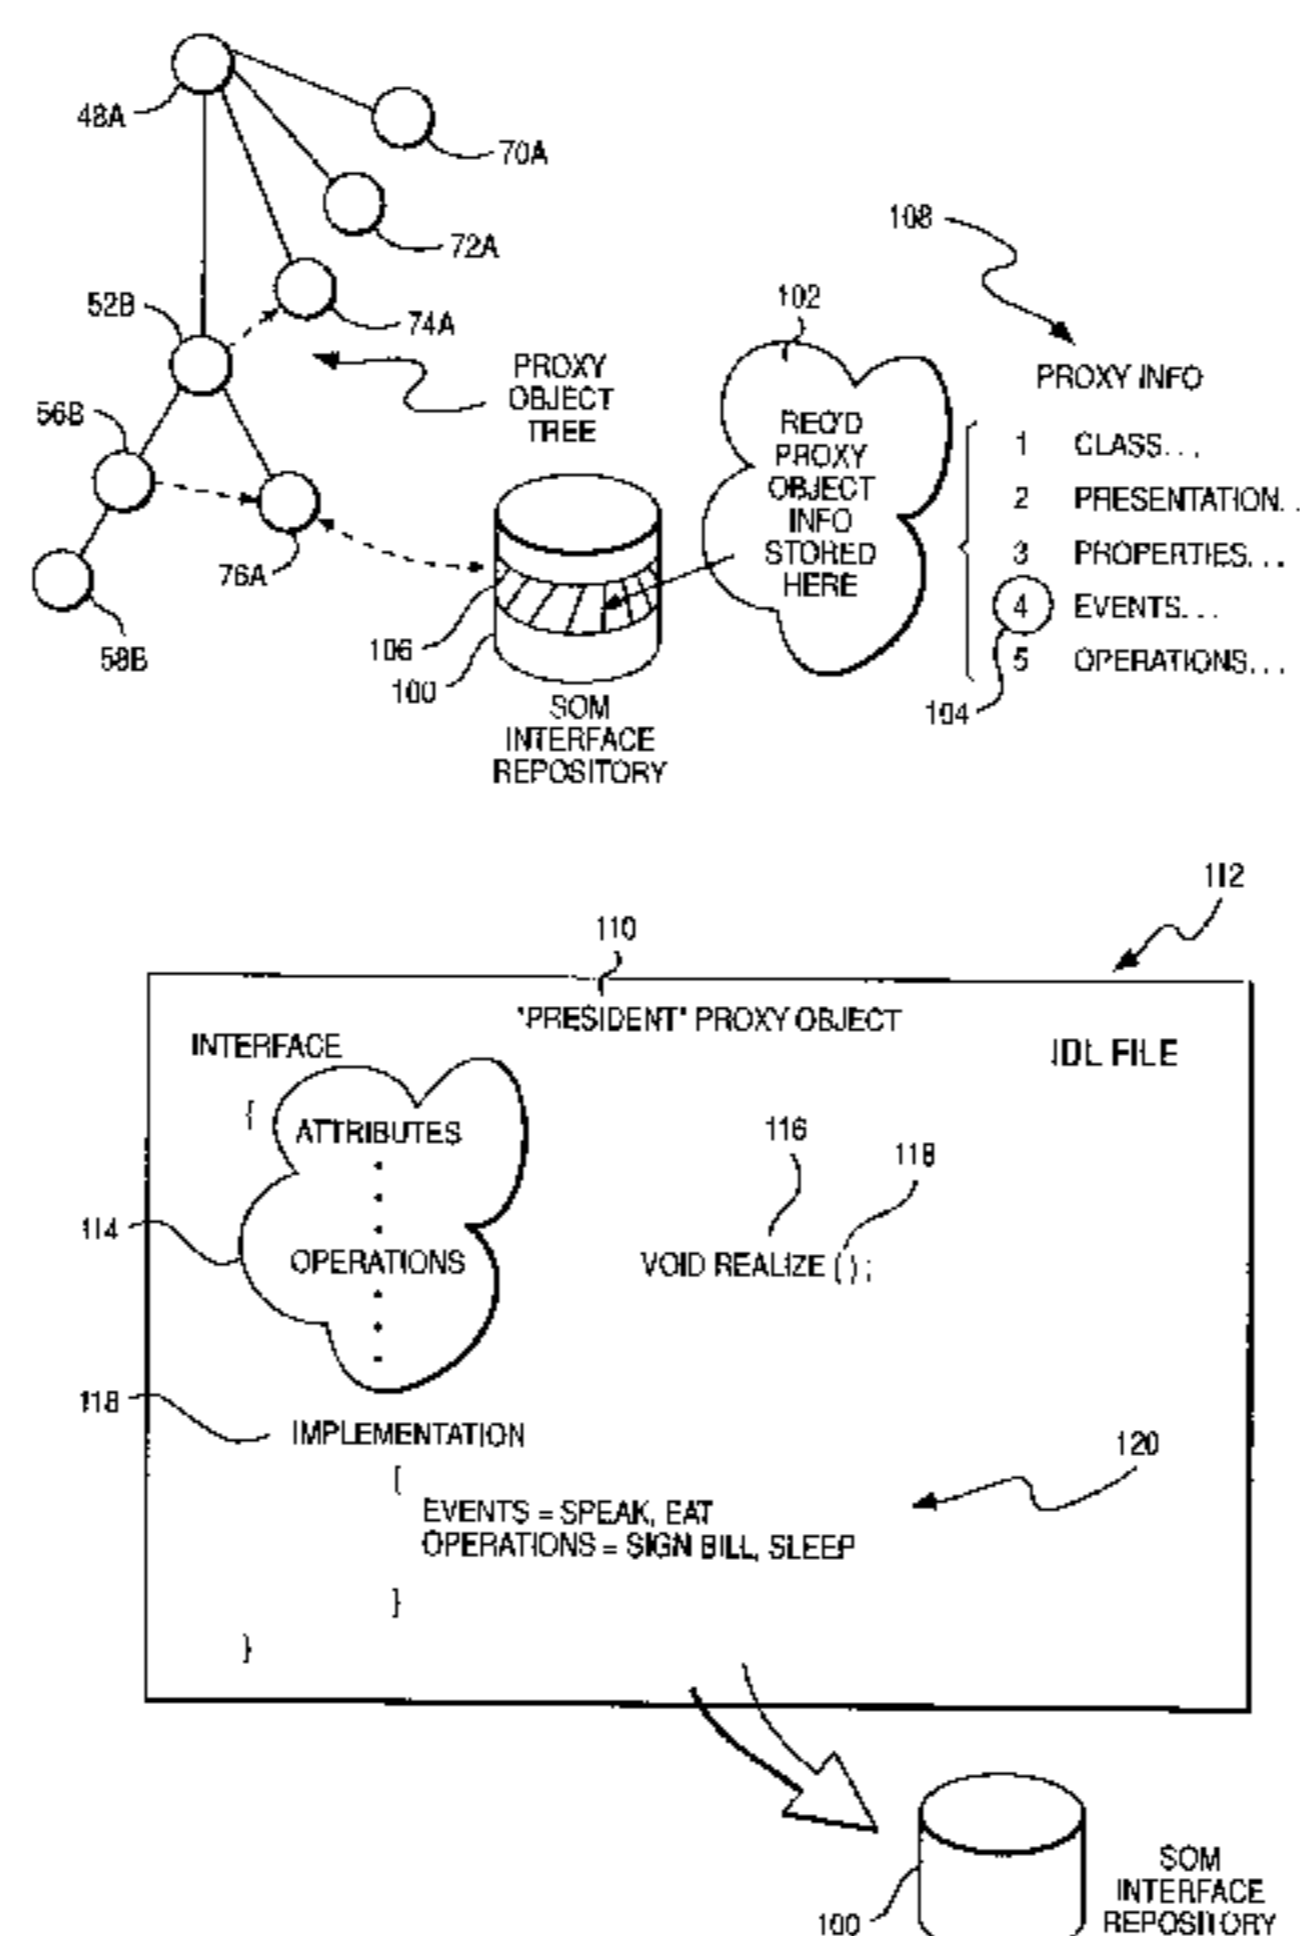 48A
70A
72A
108
102
52B
74A
PROXY
OBJECT
TREE
PROXY INFO
56B
REQ'D
PROXY
OBJECT
INFO
STORED
HERE
1 CLASS...
2 PRESENTATION..
3 PROPERTIES...
4 EVENTS...
5 OPERATIONS...
76A
58B
106
100
104
SOM
INTERFACE
REPOSITORY
112
110
"PRESIDENT" PROXY OBJECT
INTERFACE
IDL FILE
{
ATTRIBUTES
116
118
114
OPERATIONS
VOID REALIZE ( ) ;
118
IMPLEMENTATION
120
{
EVENTS = SPEAK, EAT
OPERATIONS = SIGN BILL, SLEEP
}
}
SOM
INTERFACE
REPOSITORY
100